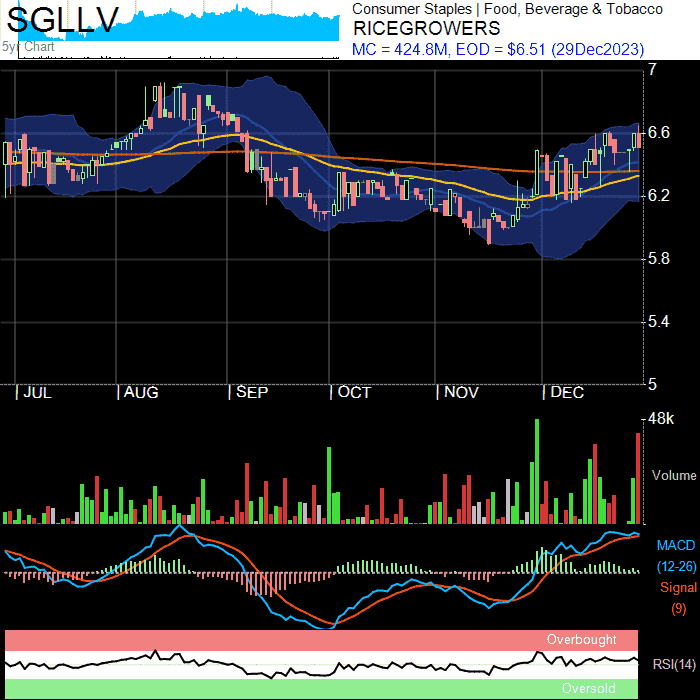 SGLLV
5yr Chart
Consumer Staples | Food, Beverage & Tobacco
RICEGROWERS
MC = 424.8M, EOD = $6.51 (29Dec2023)
7
6.6
6.2
5.8
5.4
5
| JUL | AUG | SEP | OCT | NOV | DEC
48k
Volume
MACD
(12-26)
Signal
(9)
Overbought
RSI(14)
Oversold